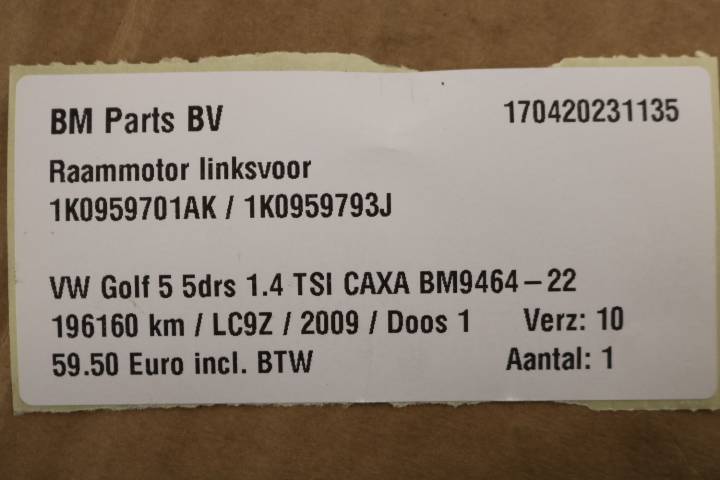 BM Parts BV 170420231135
Raammotor linksvoor
1K0959701AK / 1K0959793J
VW Golf 5 5drs 1.4 TSI CAXA BM9464-22
196160 km / LC9Z / 2009 / Doos 1 Verz: 10
59.50 Euro incl. BTW Aantal: 1